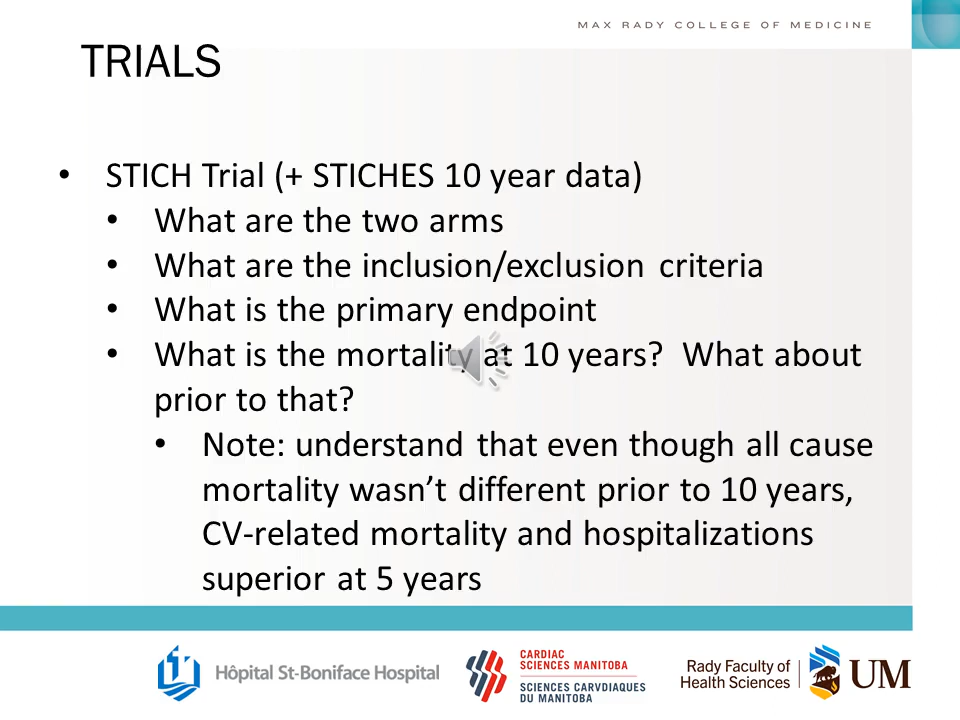 MAX RADY COLLEGE OF MEDICINE
TRIALS
• STICH Trial (+ STICHES 10 year data)
• What are the two arms
• What are the inclusion/exclusion criteria
• What is the primary endpoint
• What is the mortality at 10 years? What about
prior to that?
• Note: understand that even though all cause
mortality wasn't different prior to 10 years,
CV-related mortality and hospitalizations
superior at 5 years
Hôpital St-Boniface Hospital
CARDIAC
SCIENCES MANITOBA
SCIENCES CARVDIAQUES
DU MANITOBA
Rady Faculty of
Health Sciences
UM